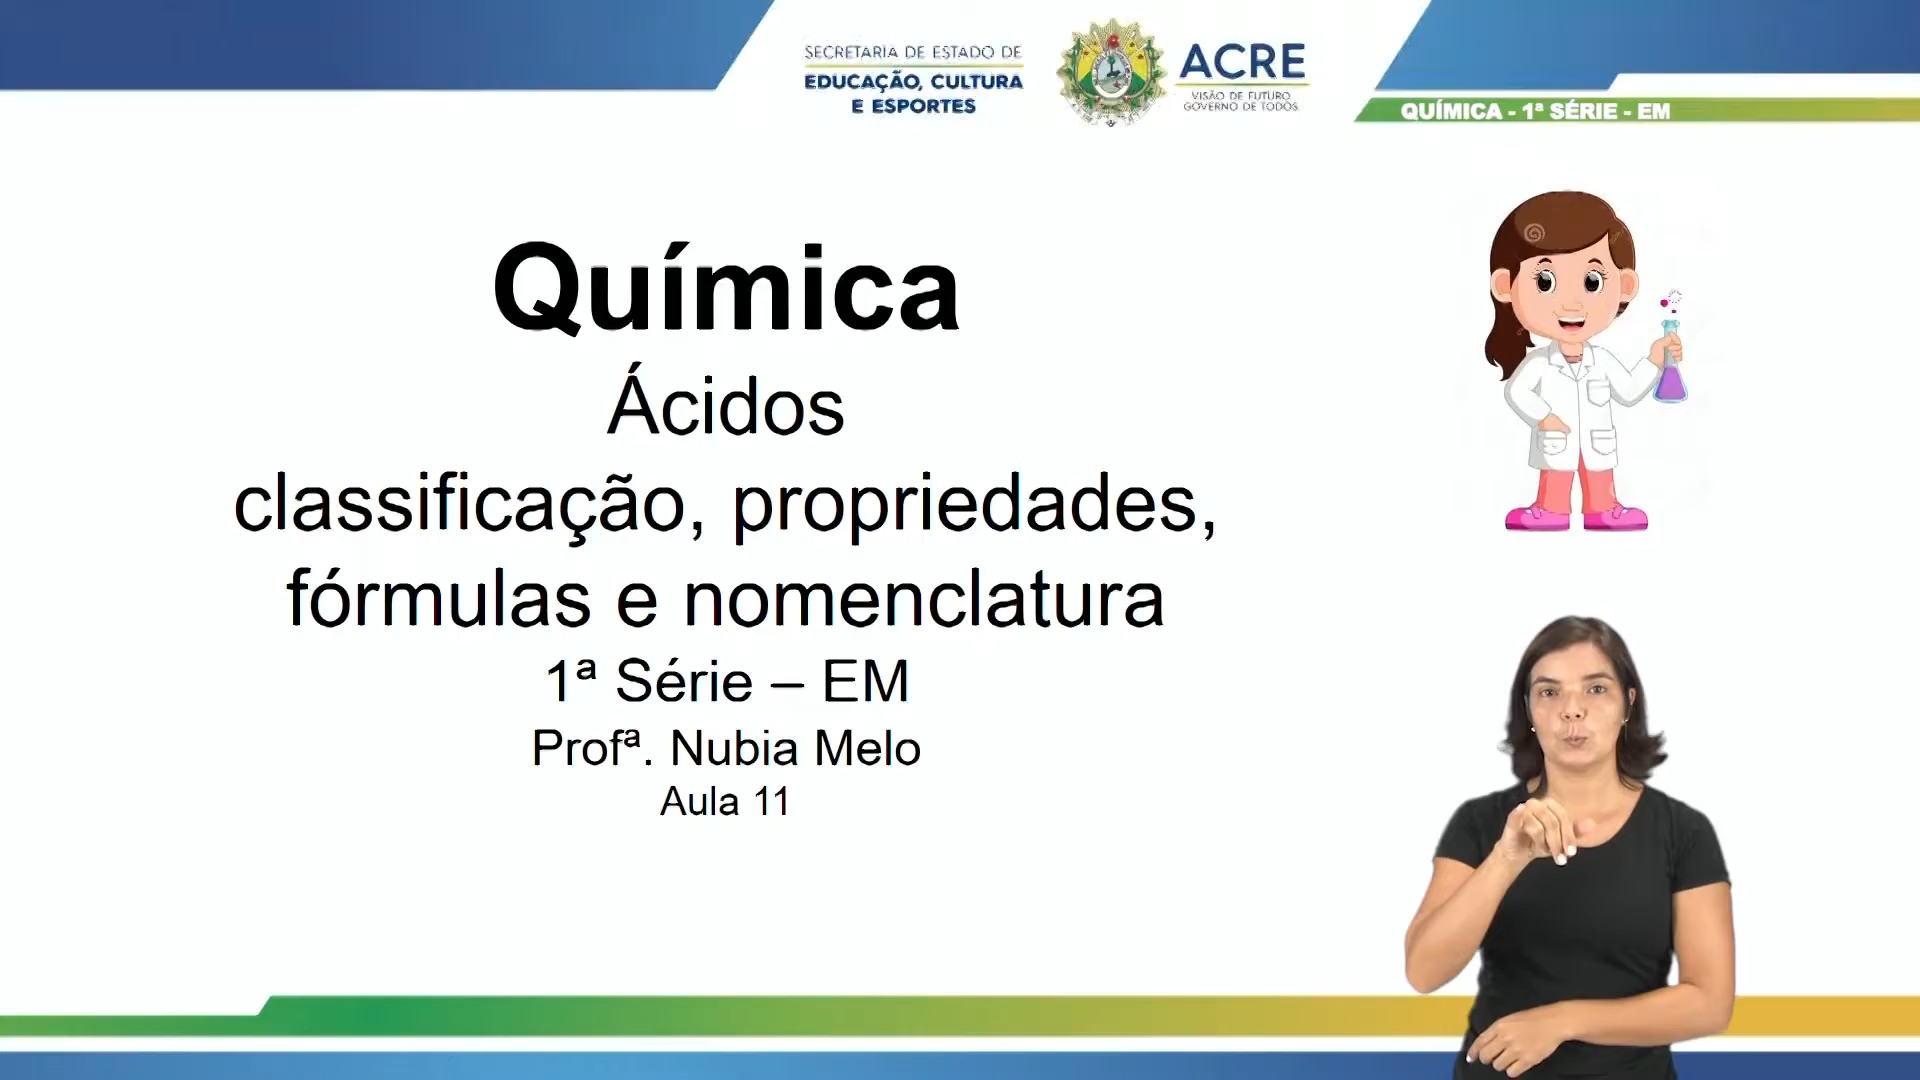 SECRETARIA DE ESTADO DE
EDUCAÇÃO, CULTURA
E ESPORTES
ACRE
VISÃO DE FUTURO
GOVERNO DE TODOS
QUÍMICA - 1ª SÉRIE - EM
Química
Ácidos
classificação, propriedades,
fórmulas e nomenclatura
1ª Série – EM
Profª. Nubia Melo
Aula 11